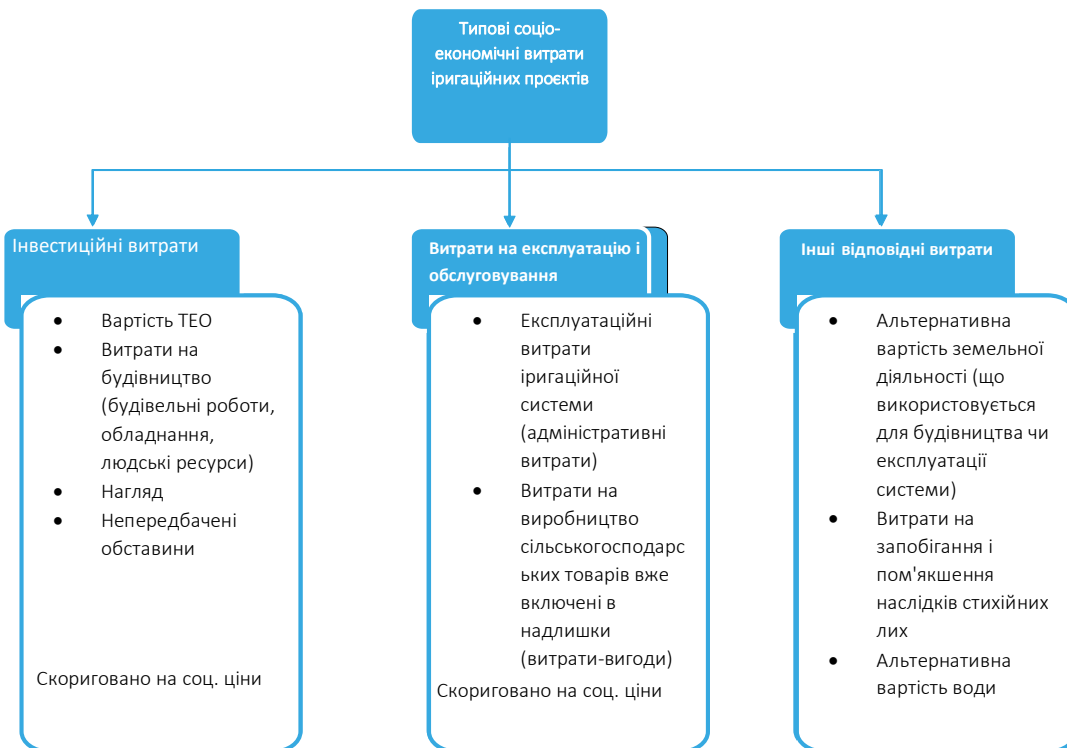 Типові соціо-
економічні витрати
іригаційних проєктів
Інвестиційні витрати
• Вартість ТЕО
• Витрати на
будівництво
(будівельні роботи,
обладнання,
людські ресурси)
• Нагляд
• Непередбачені
обставини
Скориговано на соц. ціни
Витрати на експлуатацію і
обслуговування
• Експлуатаційні
витрати
іригаційної
системи
(адміністративні
витрати)
• Витрати на
виробництво
сільськогосподарс
ьких товарів вже
включені в
надлишки
(витрати-вигоди)
Скориговано на соц. ціни
Інші відповідні витрати
• Альтернативна
вартість земельної
діяльності (що
використовується
для будівництва чи
експлуатації
системи)
• Витрати на
запобігання і
пом'якшення
наслідків стихійних
лих
• Альтернативна
вартість води